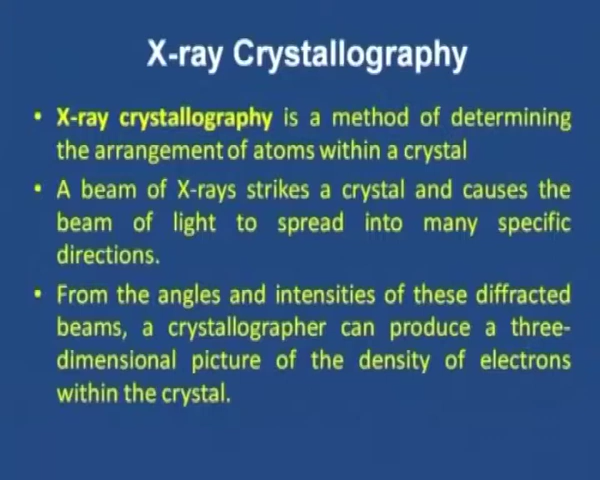 X-ray Crystallography
• X-ray crystallography is a method of determining
the arrangement of atoms within a crystal
• A beam of X-rays strikes a crystal and causes the
beam of light to spread into many specific
directions.
• From the angles and intensities of these diffracted
beams, a crystallographer can produce a three-
dimensional picture of the density of electrons
within the crystal.